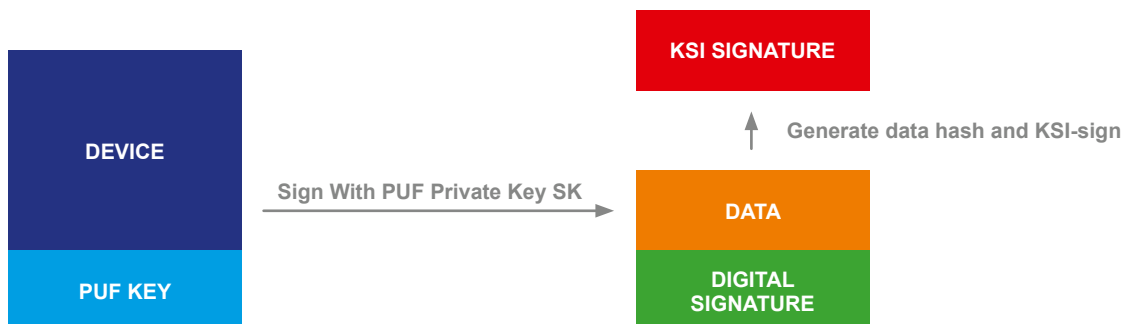 KSI SIGNATURE
Generate data hash and KSI-sign
DEVICE
Sign With PUF Private Key SK
DATA
PUF KEY
DIGITAL
SIGNATURE